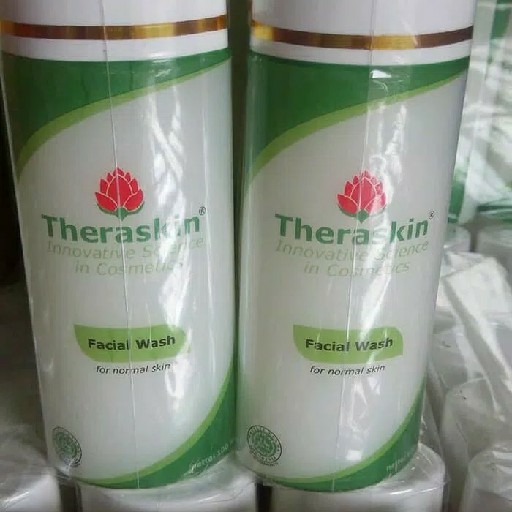 Theraskin®
Innovative Science
in Cosmetics
Facial Wash
for normal skin
Theraskin®
Innovative Science
in Cosmetics
Facial Wash
for normal skin